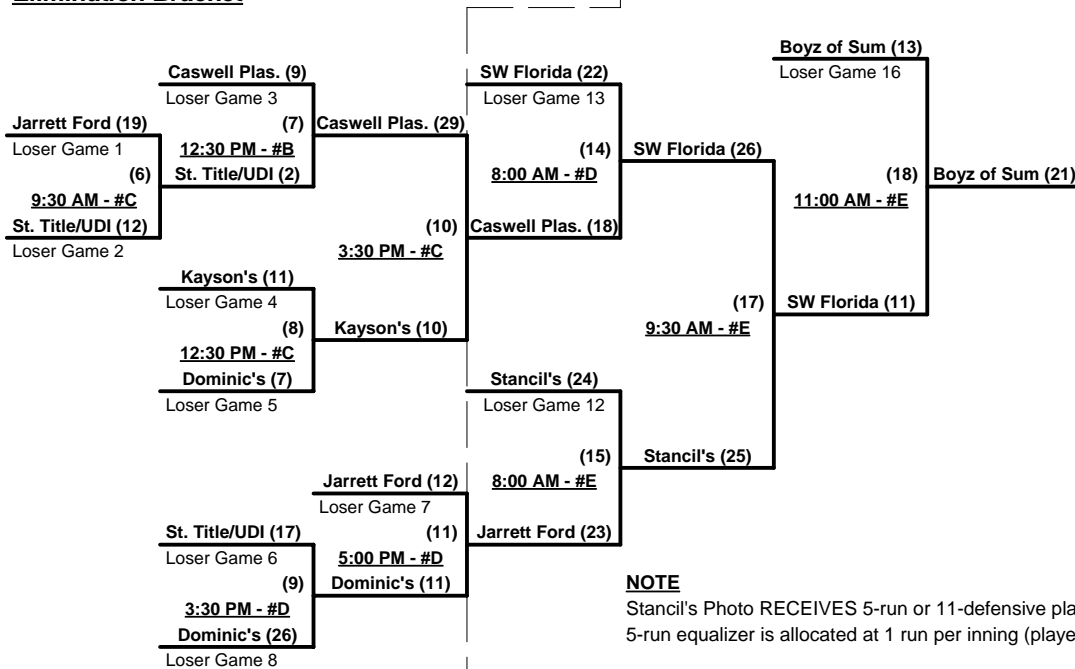 Elimination Bracket
Boyz of Sum (13)
Caswell Plas. (9)
SW Florida (22)
Loser Game 16
Loser Game 3
Loser Game 13
Jarrett Ford (19)
(7)
Caswell Plas. (29)
Loser Game 1
12:30 PM - #B
(14)
SW Florida (26)
(6)
St. Title/UDI (2)
8:00 AM - #D
(18)
Boyz of Sum (21)
9:30 AM - #C
11:00 AM - #E
St. Title/UDI (12)
(10)
Caswell Plas. (18)
Loser Game 2
3:30 PM - #C
Kayson's (11)
Loser Game 4
(17)
SW Florida (11)
(8)
Kayson's (10)
9:30 AM - #E
12:30 PM - #C
Dominic's (7)
Stancil's (24)
Loser Game 5
Loser Game 12
(15)
Stancil's (25)
Jarrett Ford (12)
8:00 AM - #E
Loser Game 7
St. Title/UDI (17)
(11)
Jarrett Ford (23)
Loser Game 6
5:00 PM - #D
(9)
Dominic's (11)
NOTE
3:30 PM - #D
Stancil's Photo RECEIVES 5-run or 11-defensive pla
Dominic's (26)
5-run equalizer is allocated at 1 run per inning (playe
Loser Game 8